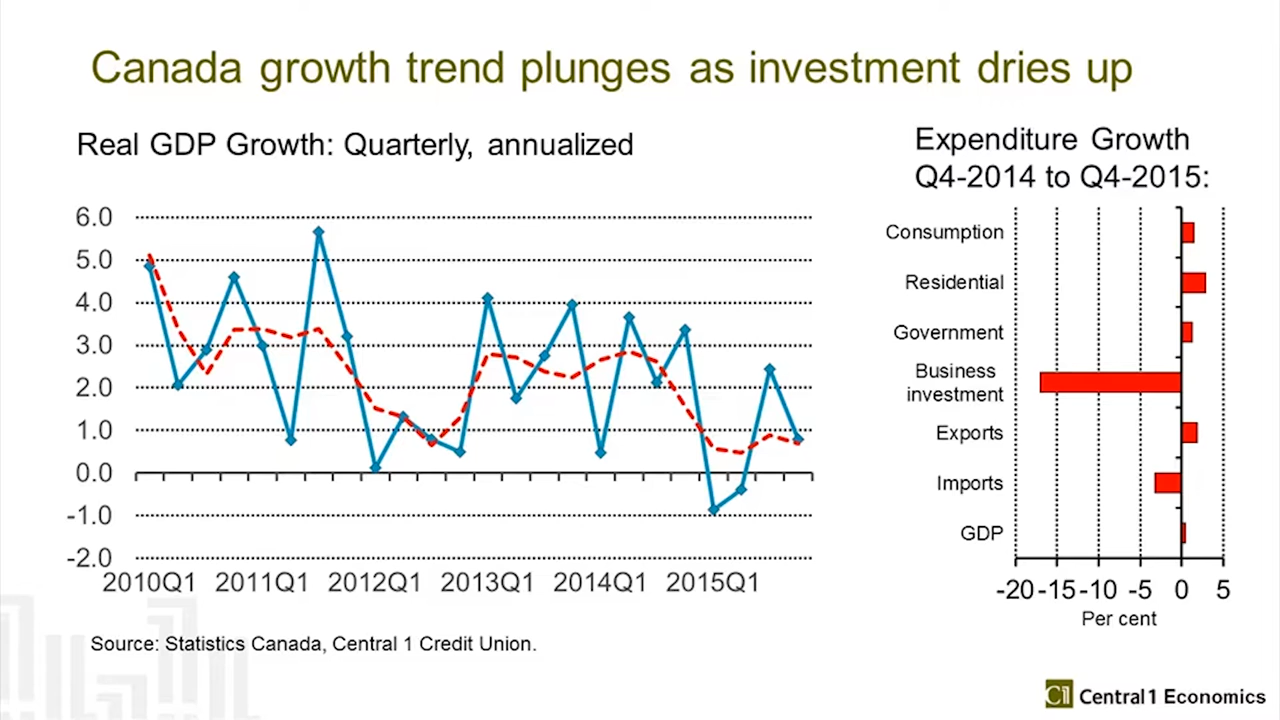 Canada growth trend plunges as investment dries up
Real GDP Growth: Quarterly, annualized
6.0
5.0
4.0
3.0
2.0
1.0
0.0
-1.0
-2.0
2010Q1 2011Q1 2012Q1 2013Q1 2014Q1 2015Q1
Expenditure Growth
Q4-2014 to Q4-2015:
Consumption
Residential
Government
Business
investment
Exports
Imports
GDP
-20 -15 -10 -5 0 5
Per cent
Source: Statistics Canada, Central 1 Credit Union.
C1 Central 1 Economics